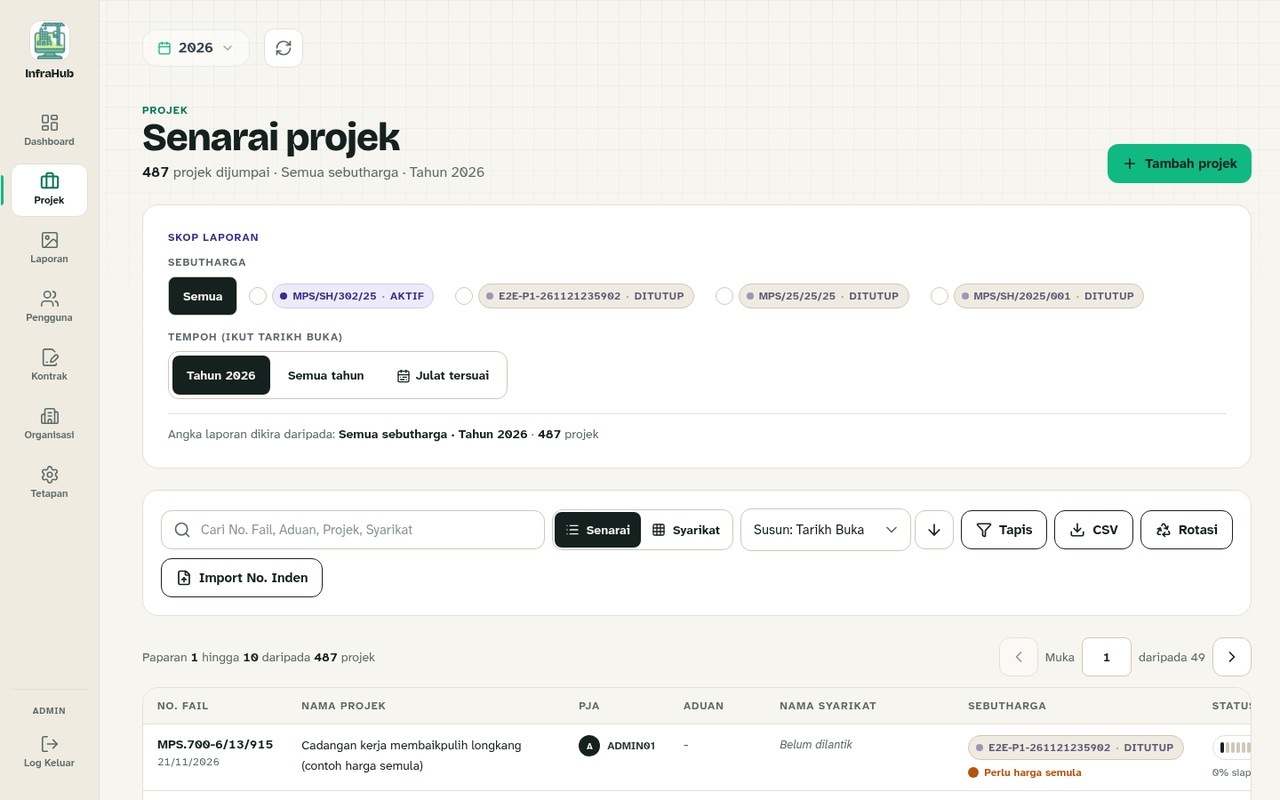 InfraHub
Dashboard
Projek
Laporan
Pengguna
Kontrak
Organisasi
Tetapan
ADMIN
Log Keluar
2026
PROJEK
Senarai projek
487 projek dijumpai · Semua sebutharga · Tahun 2026
Tambah projek
SKOP LAPORAN
SEBUTHARGA
Semua MPS/SH/302/25 · AKTIF E2E-P1-261121235902 · DITUTUP MPS/25/25/25 · DITUTUP MPS/SH/2025/001 · DITUTUP
TEMPOH (IKUT TARIKH BUKA)
Tahun 2026 Semua tahun Julat tersuai
Angka laporan dikira daripada: Semua sebutharga · Tahun 2026 · 487 projek
Cari No. Fail, Aduan, Projek, Syarikat Senarai Syarikat Susun: Tarikh Buka Tapis CSV Rotasi
Import No. Inden
Paparan 1 hingga 10 daripada 487 projek Muka 1 daripada 49
NO. FAIL NAMA PROJEK PJA ADUAN NAMA SYARIKAT SEBUTHARGA STATUS
MPS.700-6/13/915 Cadangan kerja membaikpulih longkang A ADMIN01 - Belum dilantik E2E-P1-261121235902 · DITUTUP
21/11/2026 (contoh harga semula) Perlu harga semula 0% siap